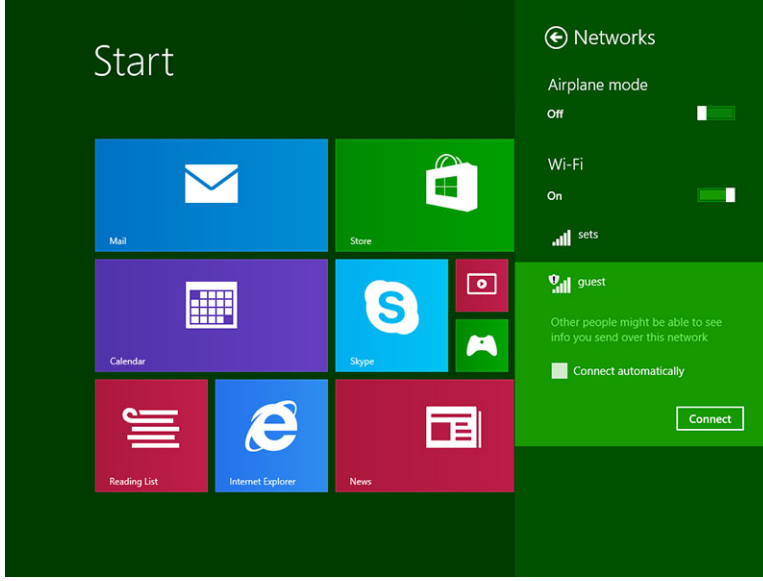 Start
Mail
Store
Calendar
Skype
Reading List
Internet Explorer
News
Networks
Airplane mode
Off
Wi-Fi
On
sets
guest
Other people might be able to see
info you send over this network
Connect automatically
Connect